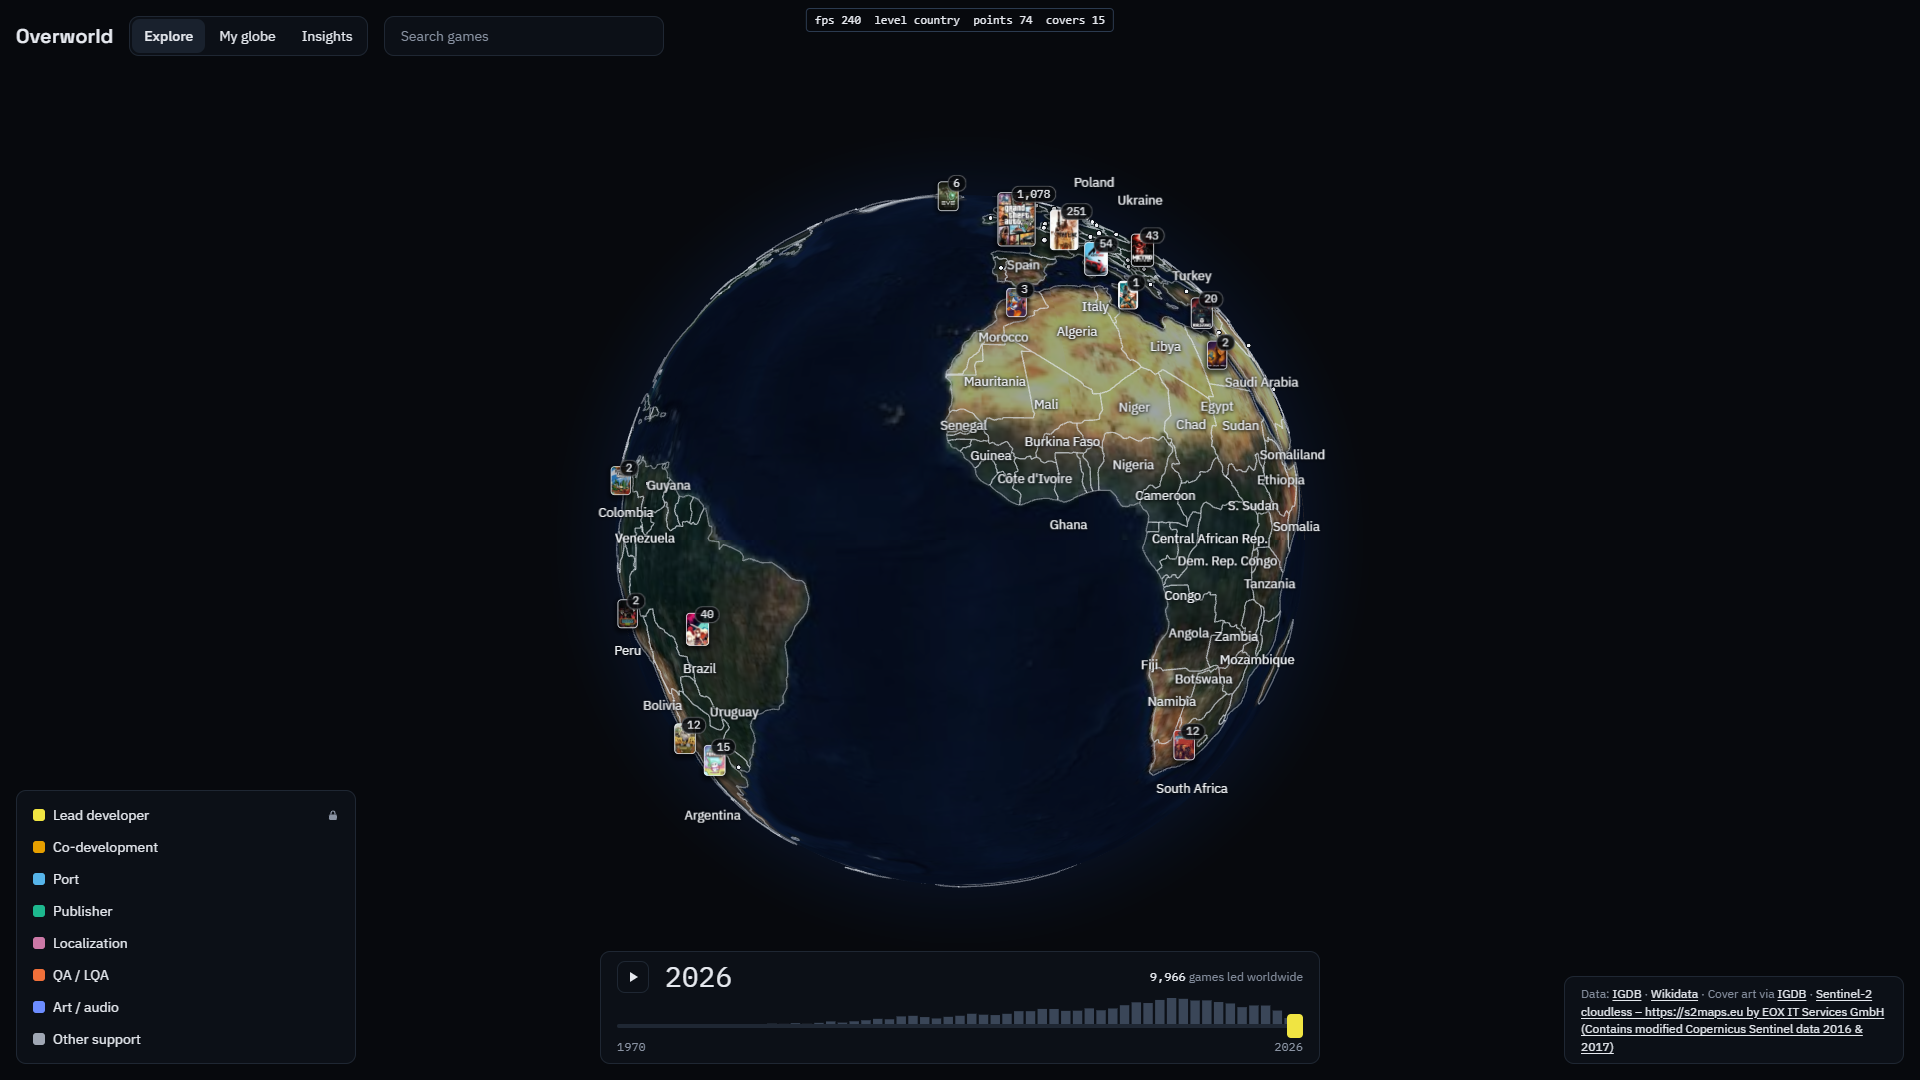 Overworld
Explore
My globe
Insights
Search games
fps 240 level country points 74 covers 15
6
1,078
Poland
251
Ukraine
54
43
Spain
Turkey
3
1
20
Italy
Morocco
Algeria
Libya
2
Mauritania
Saudi Arabia
Mali
Niger
Egypt
Senegal
Chad
Sudan
Burkina Faso
Guinea
Nigeria
Somaliland
2
Côte d'Ivoire
Ethiopia
Guyana
Cameroon
S. Sudan
Colombia
Ghana
Somalia
Venezuela
Central African Rep.
Dem. Rep. Congo
Tanzania
2
Congo
40
Angola
Zambia
Peru
Fiji
Mozambique
Brazil
Botswana
Bolivia
Namibia
Uruguay
12
12
15
South Africa
Argentina
Lead developer
Co-development
Port
Publisher
Localization
QA / LQA
Art / audio
Other support
2026
9,966 games led worldwide
1970
2026
Data: IGDB · Wikidata · Cover art via IGDB · Sentinel-2
cloudless – https://s2maps.eu by EOX IT Services GmbH
(Contains modified Copernicus Sentinel data 2016 &
2017)